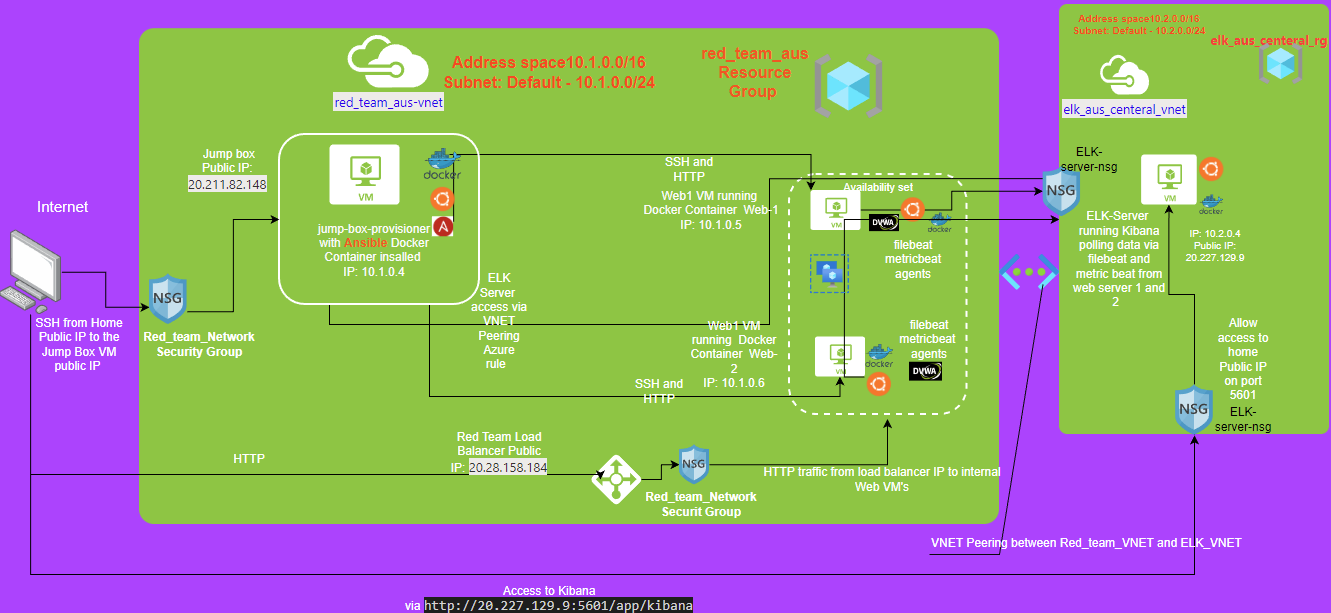 Address space10.2.0.0/16
Subnet: Default - 10.2.0.0/24
elk_aus_centeral_rg
elk_aus_centeral_vnet
Address space10.1.0.0/16
Subnet: Default - 10.1.0.0/24
red_team_aus
Resource
Group
red_team_aus-vnet
Jump box
Public IP:
20.211.82.148
VM
docker
jump-box-provisioner
with Ansible Docker
Container insalled
IP: 10.1.0.4
Internet
NSG
SSH from Home
Public IP to the
Jump Box VM
public IP
Red_team_Network
Security Group
ELK
Server
access via
VNET
Peering
Azure
rule
SSH and
HTTP
Web1 VM running
Docker Container Web-1
IP: 10.1.0.5
Availability set
VM
DVWA
docker
filebeat
metricbeat
agents
Web1 VM
running Docker
Container Web-
2
IP: 10.1.0.6
filebeat
metricbeat
agents
VM
docker
DVWA
SSH and
HTTP
ELK-
server-nsg
NSG
VM
docker
ELK-Server
running Kibana
polling data via
filebeat and
metric beat from
web server 1 and
2
IP: 10.2.0.4
Public IP:
20.227.129.9
Allow
access to
home
Public IP
on port
5601
NSG
ELK-
server-nsg
HTTP
Red Team Load
Balancer Public
IP: 20.28.158.184
NSG
Red_team_Network
Securit Group
HTTP traffic from load balancer IP to internal
Web VM's
VNET Peering between Red_team_VNET and ELK_VNET
Access to Kibana
via http://20.227.129.9:5601/app/kibana